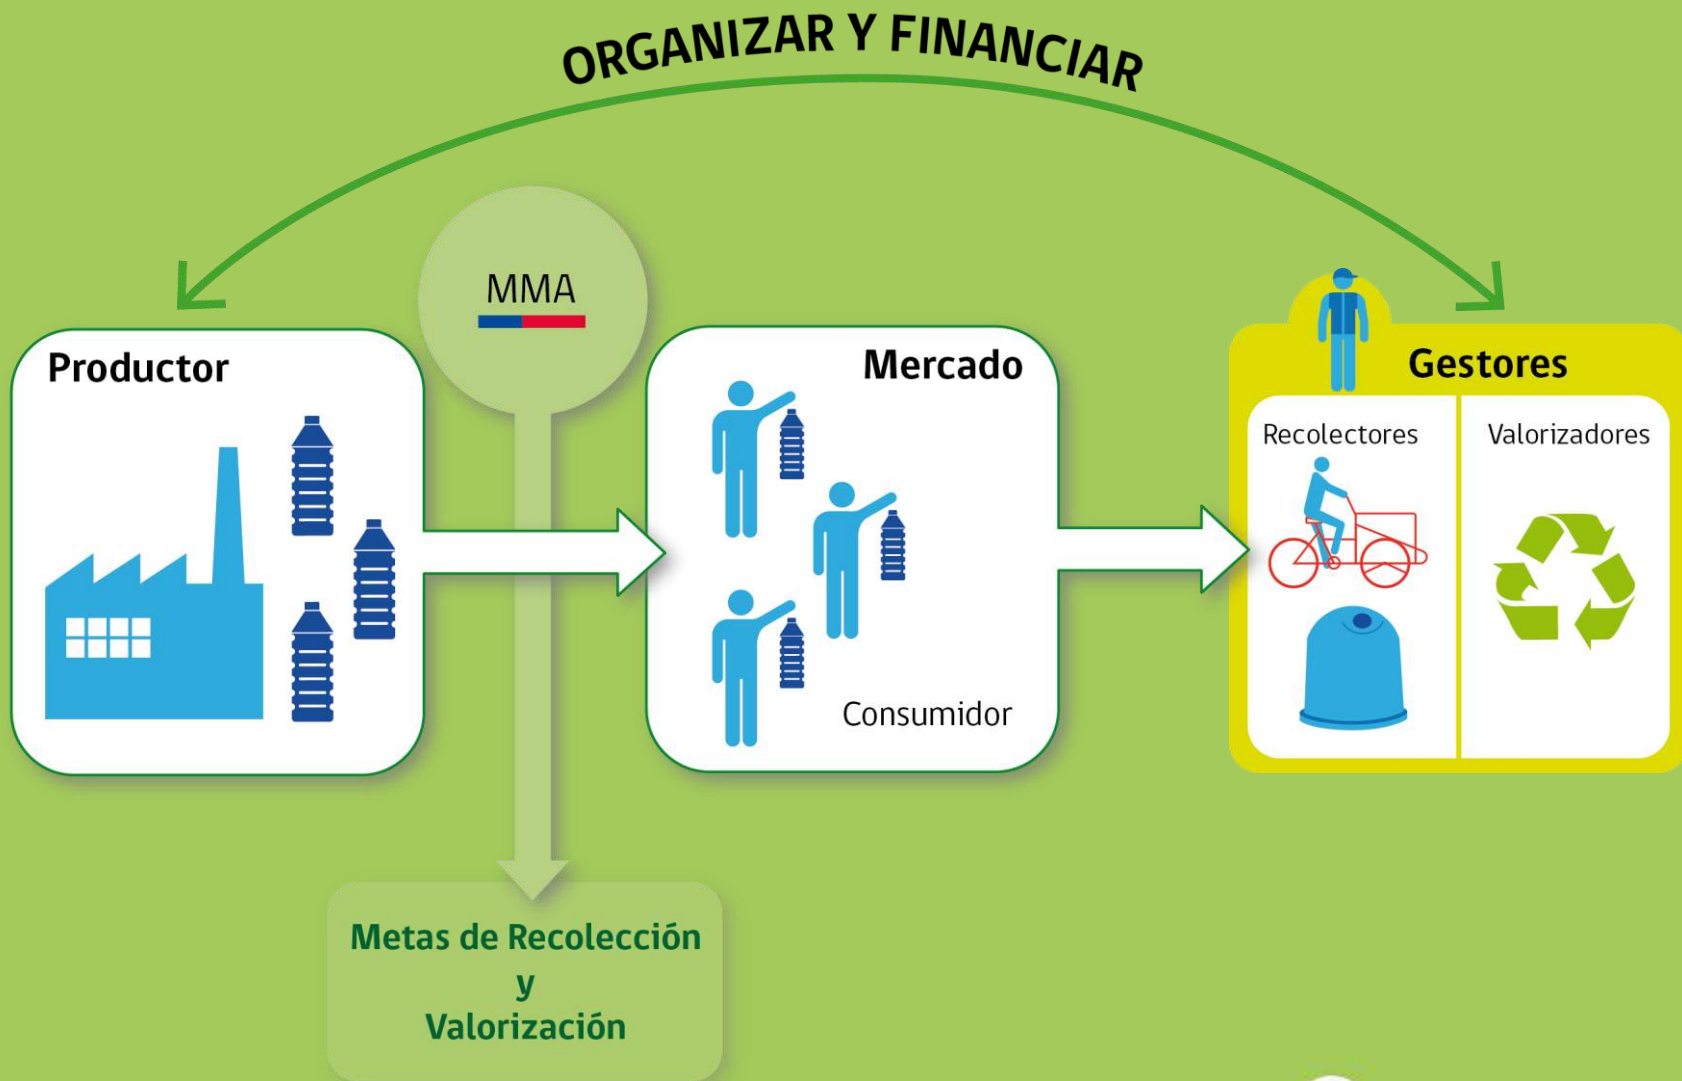 ORGANIZAR Y FINANCIAR
MMA
Productor
Mercado
Consumidor
Gestores
Recolectores
Valorizadores
Metas de Recolección
y
Valorización